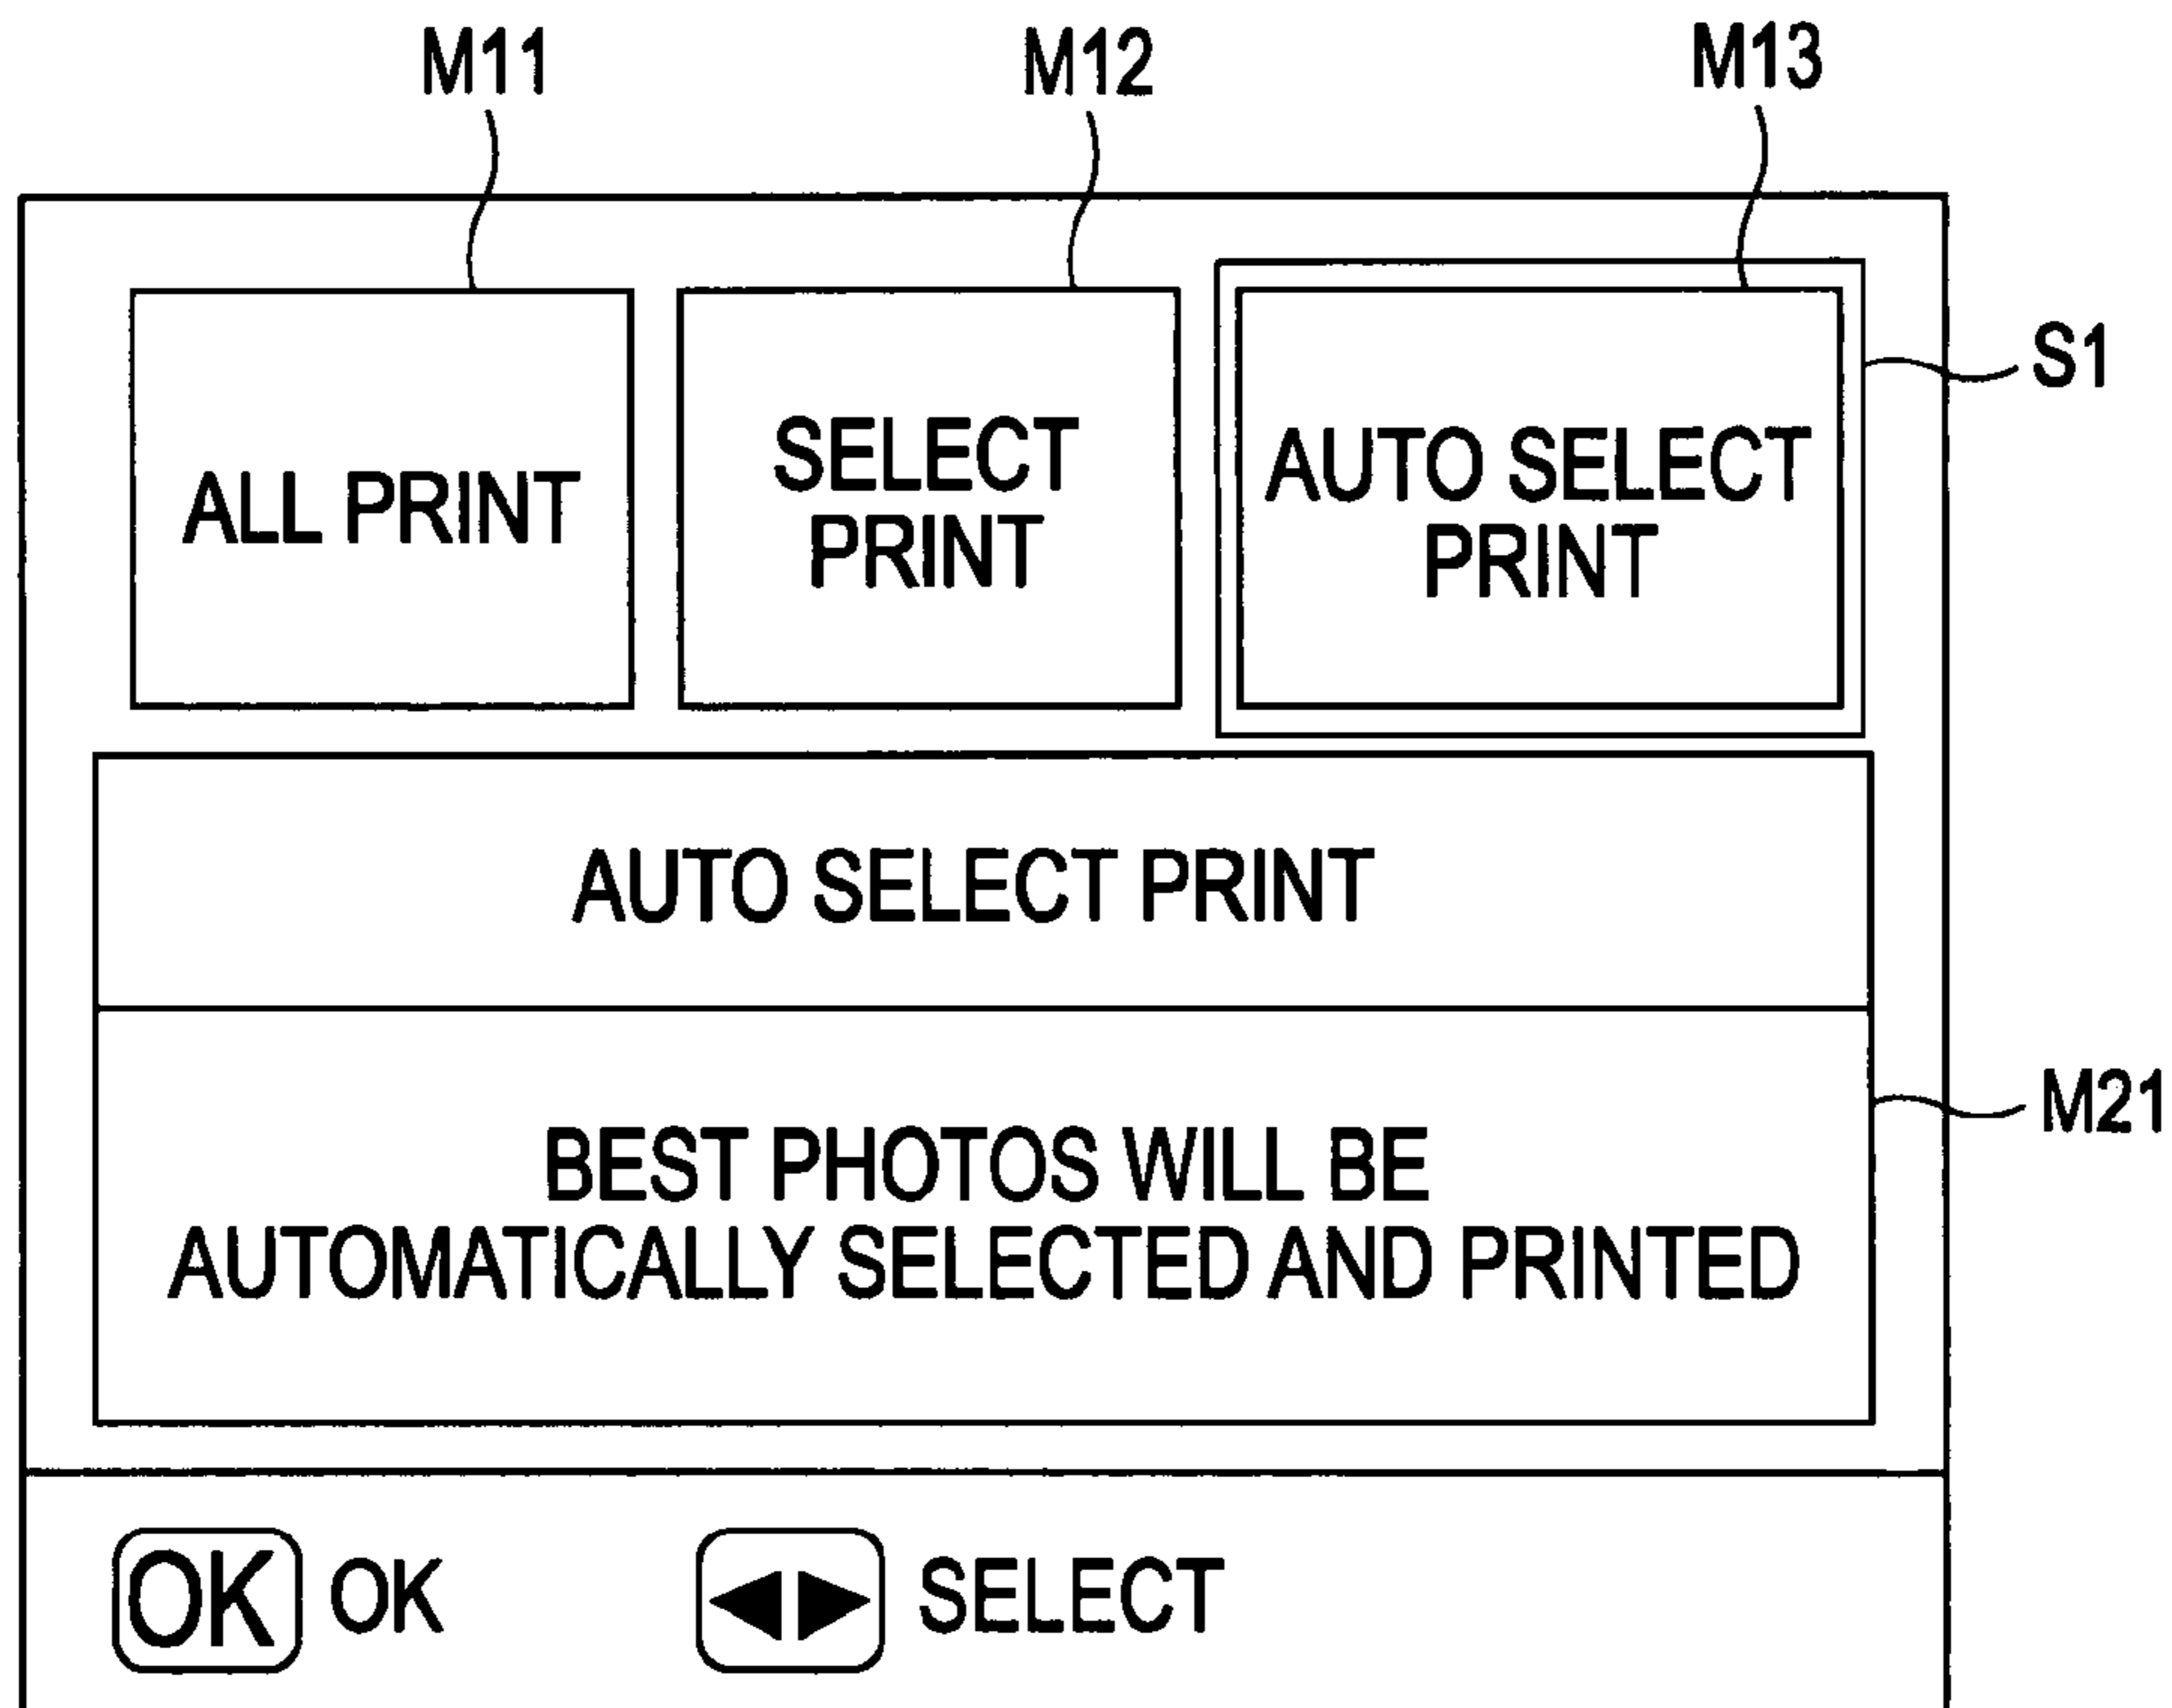 M11 M12 M13
S1
ALL PRINT
SELECT
PRINT
AUTO SELECT
PRINT
AUTO SELECT PRINT
M21
BEST PHOTOS WILL BE
AUTOMATICALLY SELECTED AND PRINTED
OK OK
SELECT